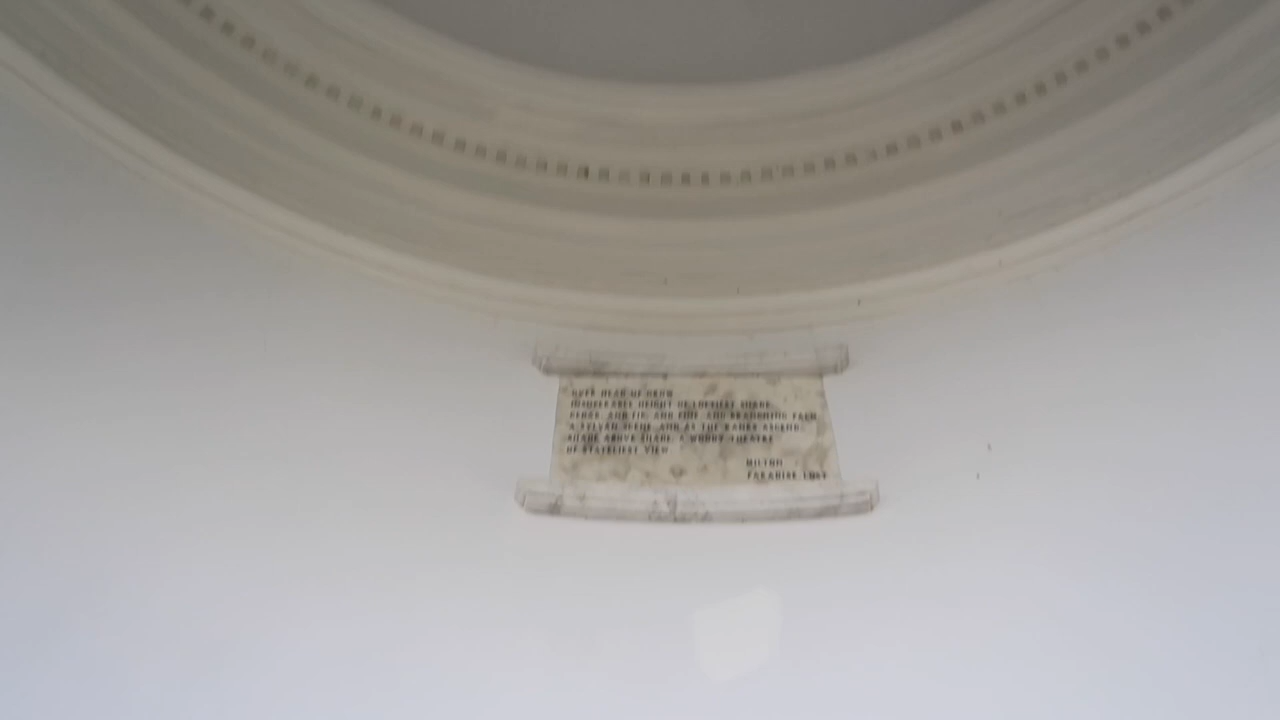 OVER HEAD UP GREW
INSUPERABLE HEIGHT OF LOFTIEST SHADE,
CEDAR, AND FIR, AND PINE, AND BRANCHING PALM
A SYLVAN SCENE, AND AS THE RANKS ASCEND,
SHADE ABOVE SHADE, A WOODY THEATRE
OF STATELIEST VIEW.
MILTON
PARADISE LOST